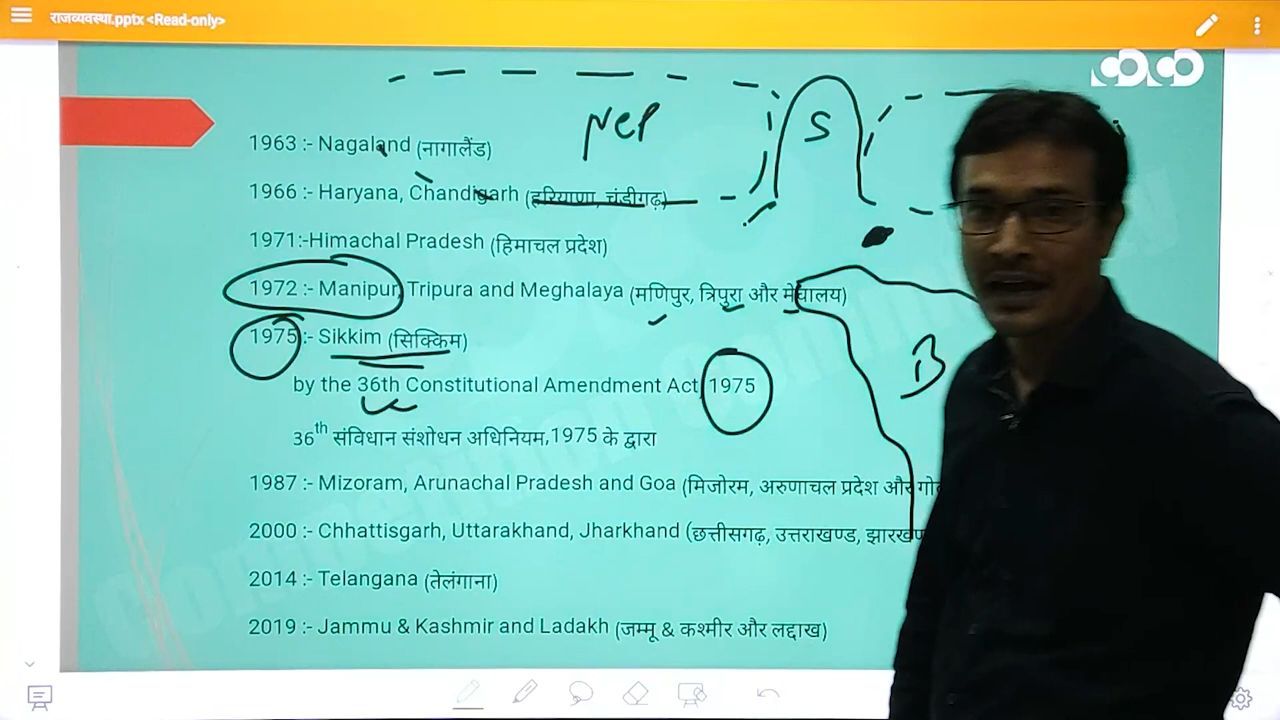 राजव्यवस्था.pptx <Read-only>
COCO
Nep
S
1963 :- Nagaland (नागालैंड)
1966 :- Haryana, Chandigarh (हरियाणा, चंडीगढ़)
1971:-Himachal Pradesh (हिमाचल प्रदेश)
1972 :- Manipur, Tripura and Meghalaya (मणिपुर, त्रिपुरा और मेघालय)
1975 :- Sikkim (सिक्किम)
B
by the 36th Constitutional Amendment Act, 1975
36th संविधान संशोधन अधिनियम,1975 के द्वारा
1987 :- Mizoram, Arunachal Pradesh and Goa (मिजोरम, अरुणाचल प्रदेश और
2000 :- Chhattisgarh, Uttarakhand, Jharkhand (छत्तीसगढ़, उत्तराखण्ड,
2014 :- Telangana (तेलंगाना)
2019 :- Jammu & Kashmir and Ladakh (जम्मू & कश्मीर और लद्दाख)